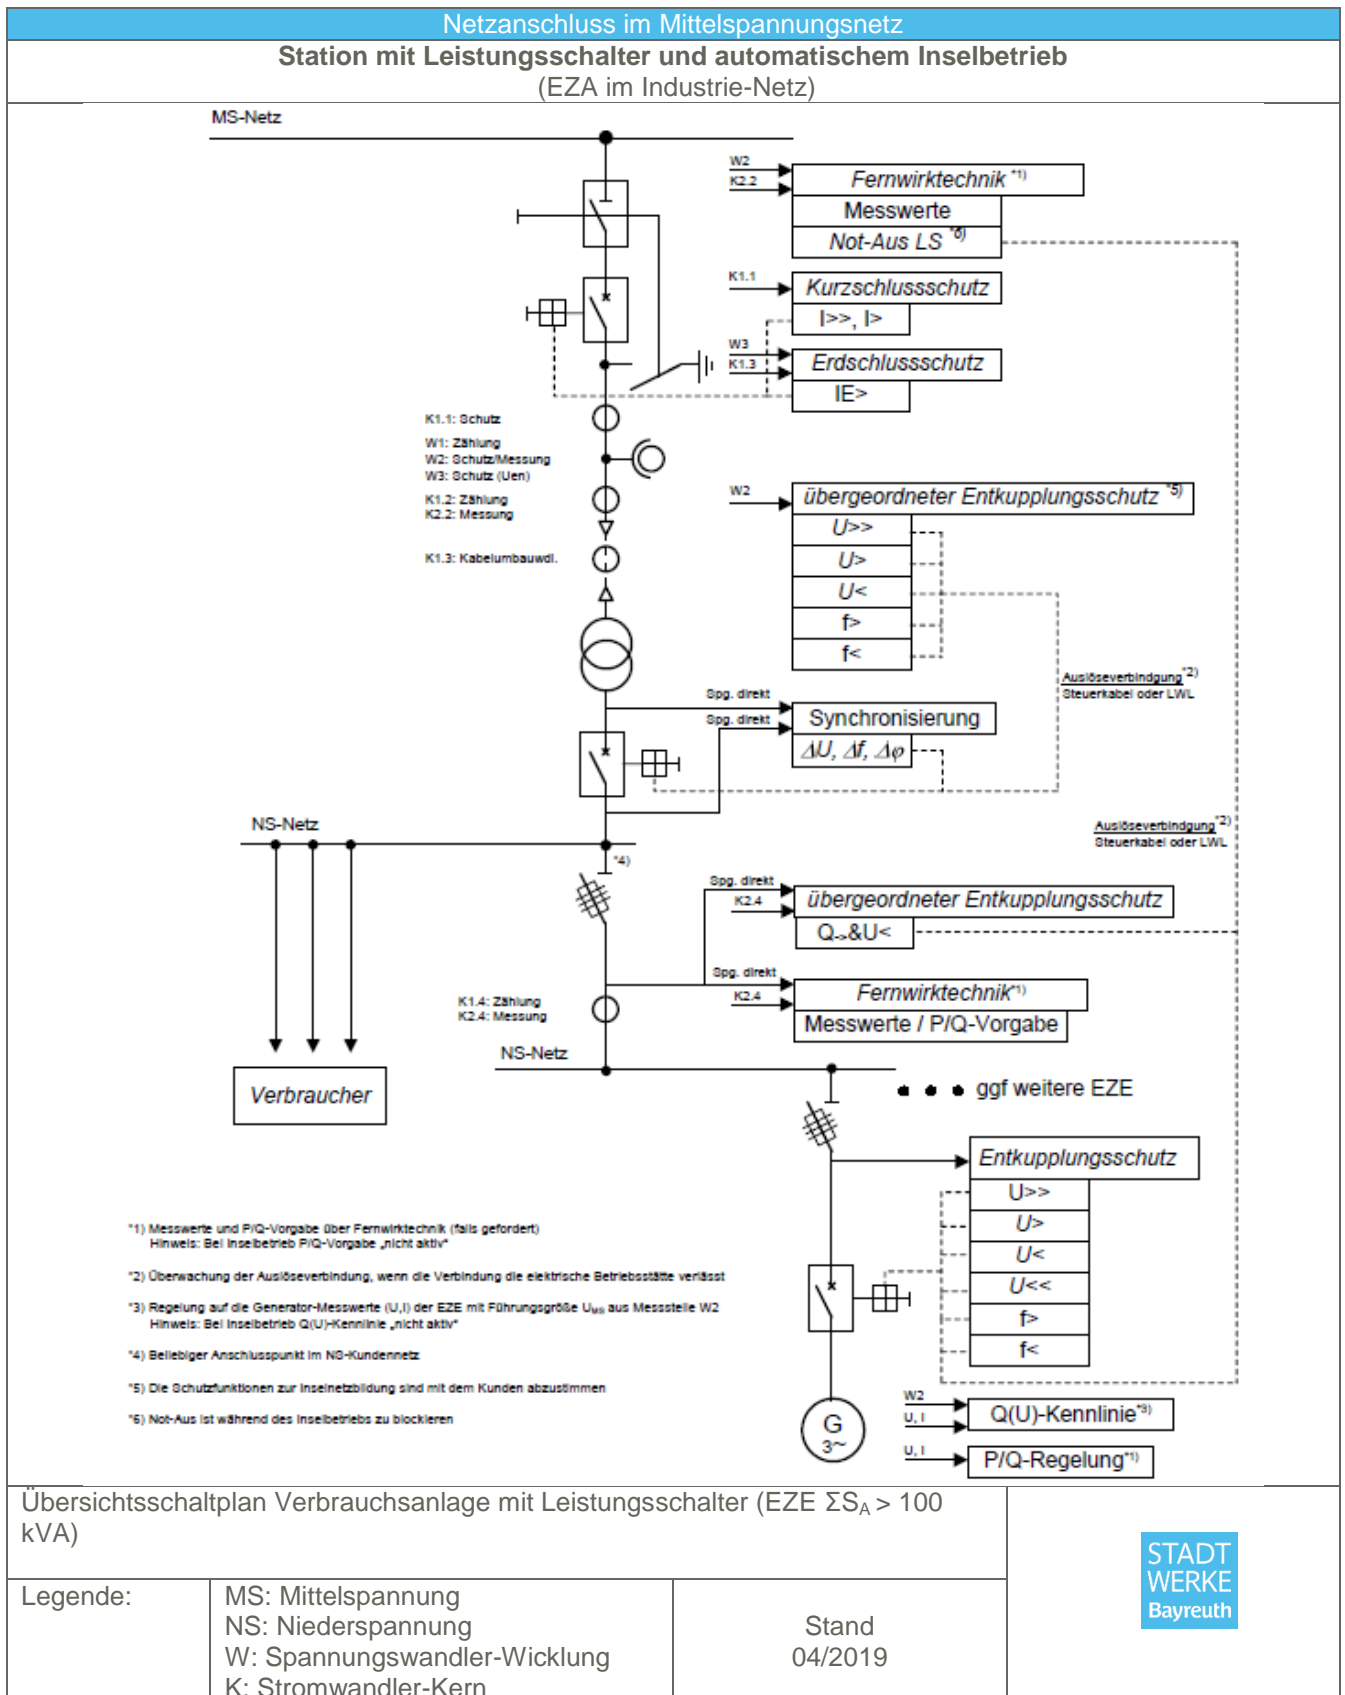 Netzanschluss im Mittelspannungsnetz
Station mit Leistungsschalter und automatischem Inselbetrieb
(EZA im Industrie-Netz)
MS-Netz
W2
K2.2
Fernwirktechnik *1)
Messwerte
Not-Aus LS *6)
K1.1
Kurzschlussschutz
I>>, I>
W3
K1.3
Erdschlussschutz
IE>
K1.1: Schutz
W1: Zählung
W2: Schutz/Messung
W3: Schutz (Uen)
K1.2: Zählung
K2.2: Messung
K1.3: Kabelumbauwdl.
W2
übergeordneter Entkupplungsschutz *5)
U>>
U>
U<
f>
f<
Auslöseverbindung*2)
Steuerkabel oder LWL
Spg. direkt
Spg. direkt
Synchronisierung
ΔU, Δf, Δφ
NS-Netz
*4)
Auslöseverbindung*2)
Steuerkabel oder LWL
Spg. direkt
K2.4
übergeordneter Entkupplungsschutz
Q->&U<
Spg. direkt
K2.4
Fernwirktechnik*1)
Messwerte / P/Q-Vorgabe
K1.4: Zählung
K2.4: Messung
NS-Netz
Verbraucher
ggf weitere EZE
Entkupplungsschutz
U>>
U>
U<
U<<
f>
f<
*1) Messwerte und P/Q-Vorgabe über Fernwirktechnik (falls gefordert)
Hinweis: Bei Inselbetrieb P/Q-Vorgabe „nicht aktiv“
*2) Überwachung der Auslöseverbindung, wenn die Verbindung die elektrische Betriebsstätte verlässt
*3) Regelung auf die Generator-Messwerte (U,I) der EZE mit Führungsgröße UMS aus Messstelle W2
Hinweis: Bei Inselbetrieb Q(U)-Kennlinie „nicht aktiv“
*4) Beliebiger Anschlusspunkt im NS-Kundennetz
*5) Die Schutzfunktionen zur Inselnetzbildung sind mit dem Kunden abzustimmen
*6) Not-Aus ist während des Inselbetriebs zu blockieren
G
3~
W2
U, I
Q(U)-Kennlinie*3)
U, I
P/Q-Regelung*1)
Übersichtsschaltplan Verbrauchsanlage mit Leistungsschalter (EZE ΣSA > 100
kVA)
STADT
WERKE
Bayreuth
Legende:
MS: Mittelspannung
NS: Niederspannung
W: Spannungswandler-Wicklung
K: Stromwandler-Kern
Stand
04/2019